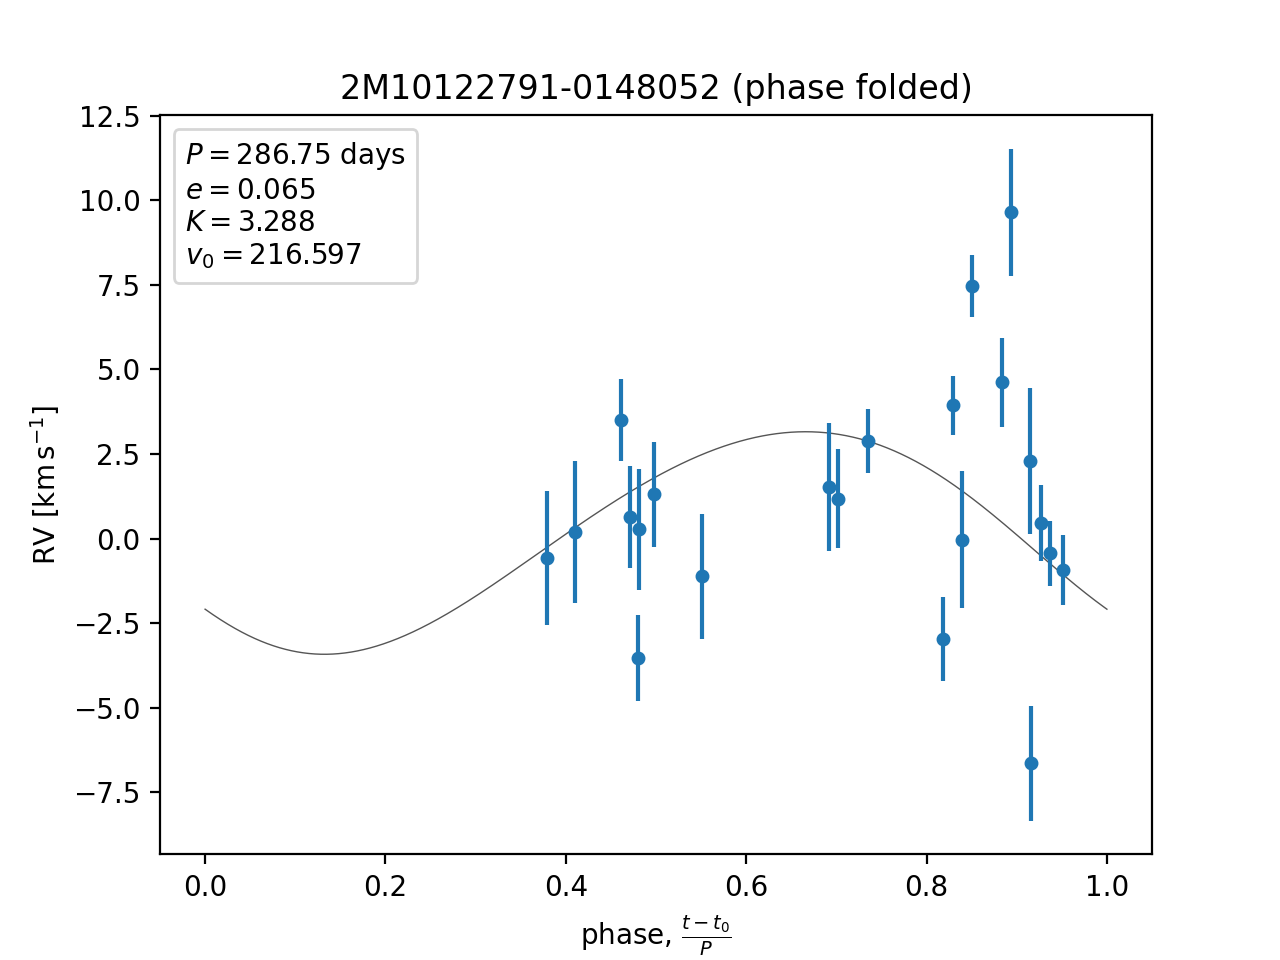 2M10122791-0148052 (phase folded)
P = 286.75 days
e = 0.065
K = 3.288
v₀ = 216.597
12.5
10.0
7.5
5.0
2.5
0.0
−2.5
−5.0
−7.5
RV [km s⁻¹]
0.0 0.2 0.4 0.6 0.8 1.0
phase, (t − t₀)/P